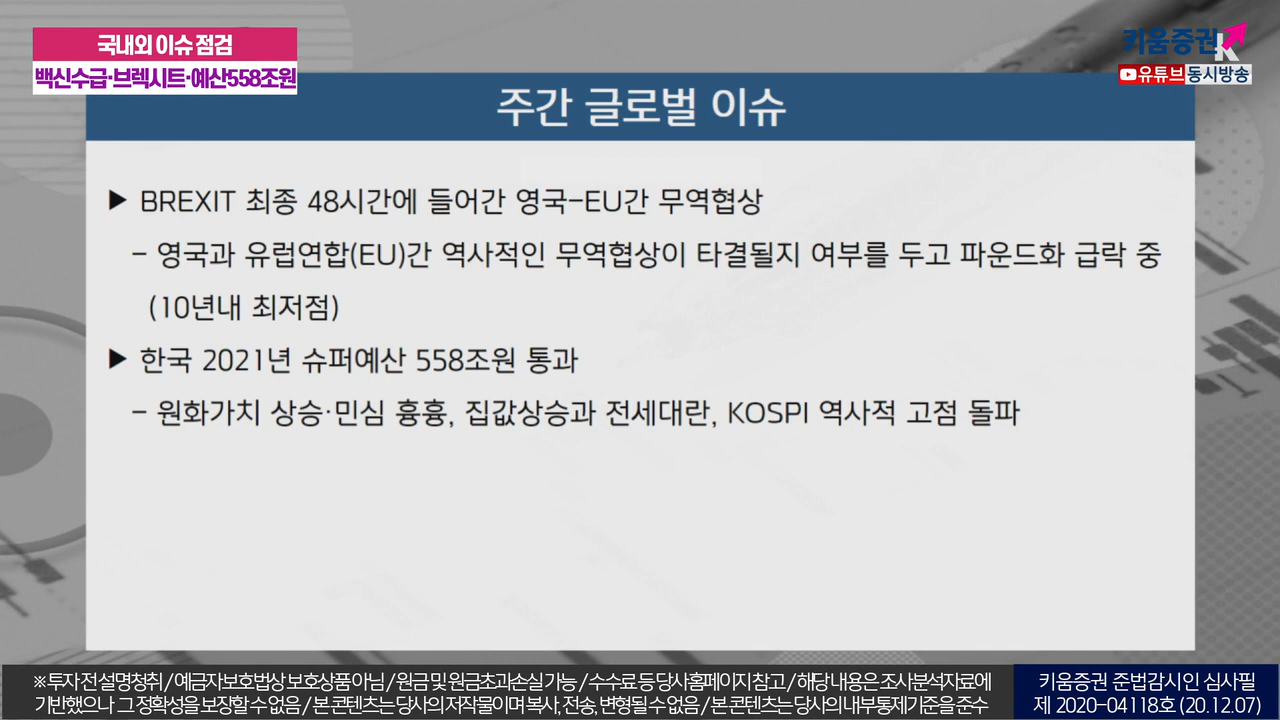 국내외 이슈 점검
백신수급·브렉시트·예산558조원
키움증권
유튜브동시방송
주간 글로벌 이슈
▶ BREXIT 최종 48시간에 들어간 영국-EU간 무역협상
- 영국과 유럽연합(EU)간 역사적인 무역협상이 타결될지 여부를 두고 파운드화 급락 중
(10년내 최저점)
▶ 한국 2021년 슈퍼예산 558조원 통과
- 원화가치 상승·민심 흉흉, 집값상승과 전세대란, KOSPI 역사적 고점 돌파
※ 투자 전 설명청취 / 예금자보호법상 보호상품 아님 / 원금 및 원금초과손실 가능 / 수수료 등 당사홈페이지 참고 / 해당 내용은 조사분석자료에
기반했으나 그 정확성을 보장할 수 없음 / 본 콘텐츠는 당사의 저작물이며 복사, 전송, 변형될 수 없음 / 본 콘텐츠는 당사의 내부통제기준을 준수
키움증권 준법감시인 심사필
제 2020-04118호 (20.12.07)